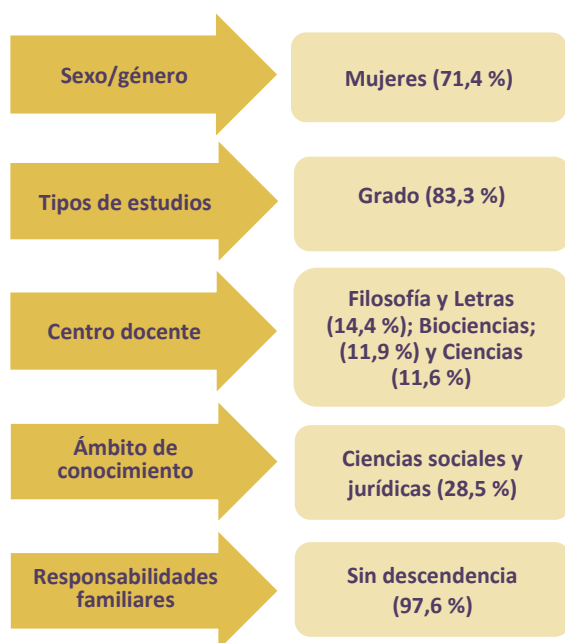 Sexo/género
Mujeres (71,4 %)
Tipos de estudios
Grado (83,3 %)
Centro docente
Filosofía y Letras
(14,4 %); Biociencias;
(11,9 %) y Ciencias
(11,6 %)
Ámbito de
conocimiento
Ciencias sociales y
jurídicas (28,5 %)
Responsabilidades
familiares
Sin descendencia
(97,6 %)